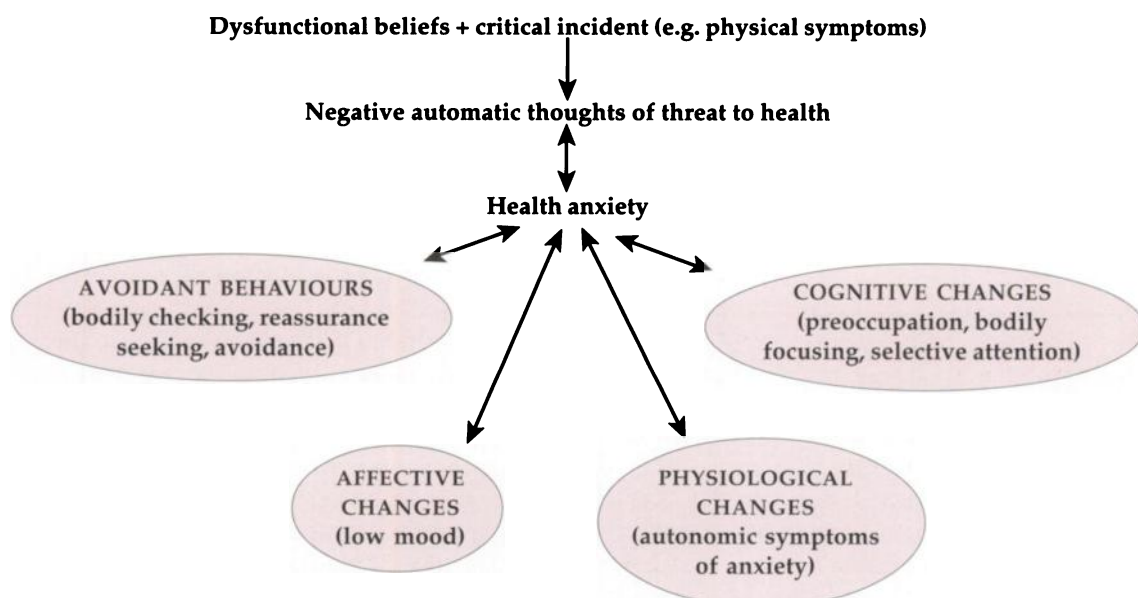 Dysfunctional beliefs + critical incident (e.g. physical symptoms)
Negative automatic thoughts of threat to health
Health anxiety
AVOIDANT BEHAVIOURS
(bodily checking, reassurance
seeking, avoidance)
COGNITIVE CHANGES
(preoccupation, bodily
focusing, selective attention)
AFFECTIVE
CHANGES
(low mood)
PHYSIOLOGICAL
CHANGES
(autonomic symptoms
of anxiety)